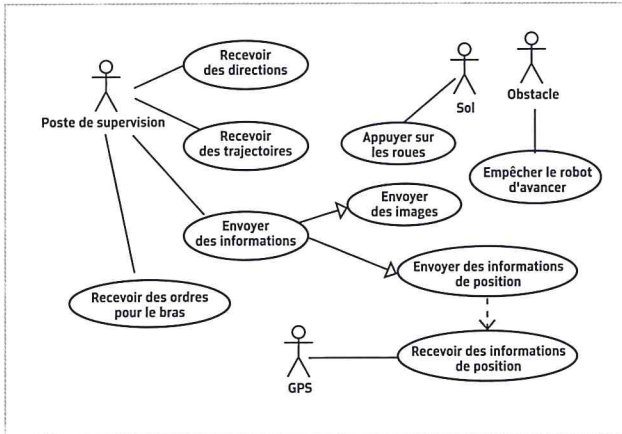 Recevoir
des directions
Poste de supervision
Sol
Obstacle
Recevoir
des trajectoires
Appuyer sur
les roues
Empêcher le robot
d'avancer
Envoyer
des images
Envoyer
des informations
Envoyer des informations
de position
Recevoir des ordres
pour le bras
Recevoir des informations
de position
GPS